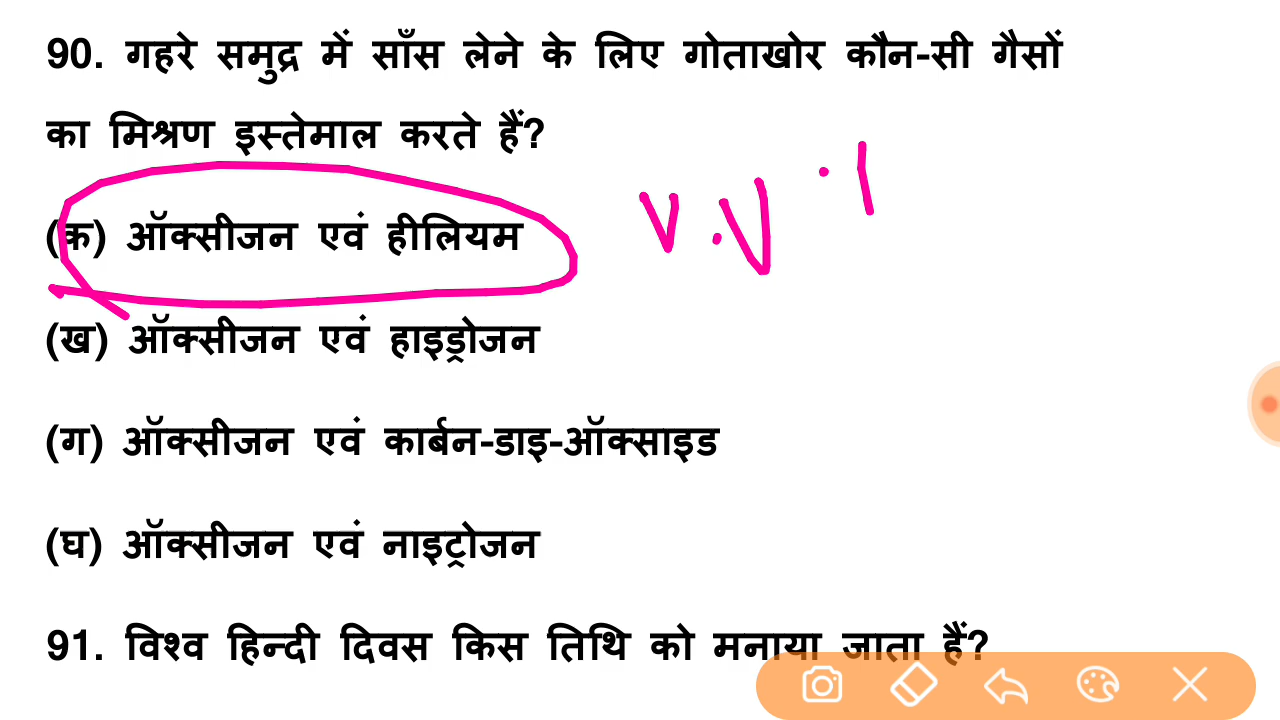 90. गहरे समुद्र में साँस लेने के लिए गोताखोर कौन-सी गैसों
का मिश्रण इस्तेमाल करते हैं?
(क) ऑक्सीजन एवं हीलियम
V.V.I
(ख) ऑक्सीजन एवं हाइड्रोजन
(ग) ऑक्सीजन एवं कार्बन-डाइ-ऑक्साइड
(घ) ऑक्सीजन एवं नाइट्रोजन
91. विश्व हिन्दी दिवस किस तिथि को मनाया जाता हैं?